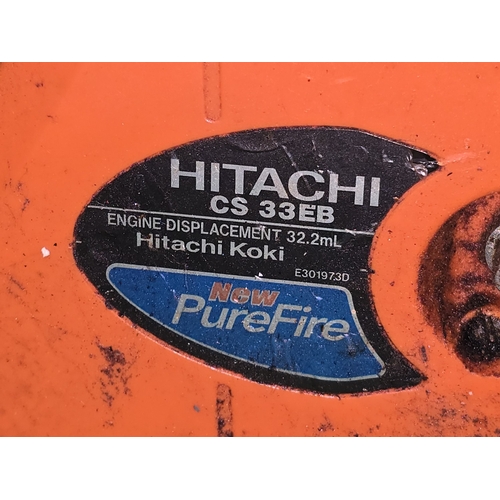 HITACHI
CS 33EB
ENGINE DISPLACEMENT 32.2mL
Hitachi Koki
E301973D
New
PureFire